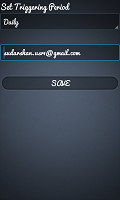 Set Triggering Period
Daily
sudarshan.user@gmail.com
SAVE